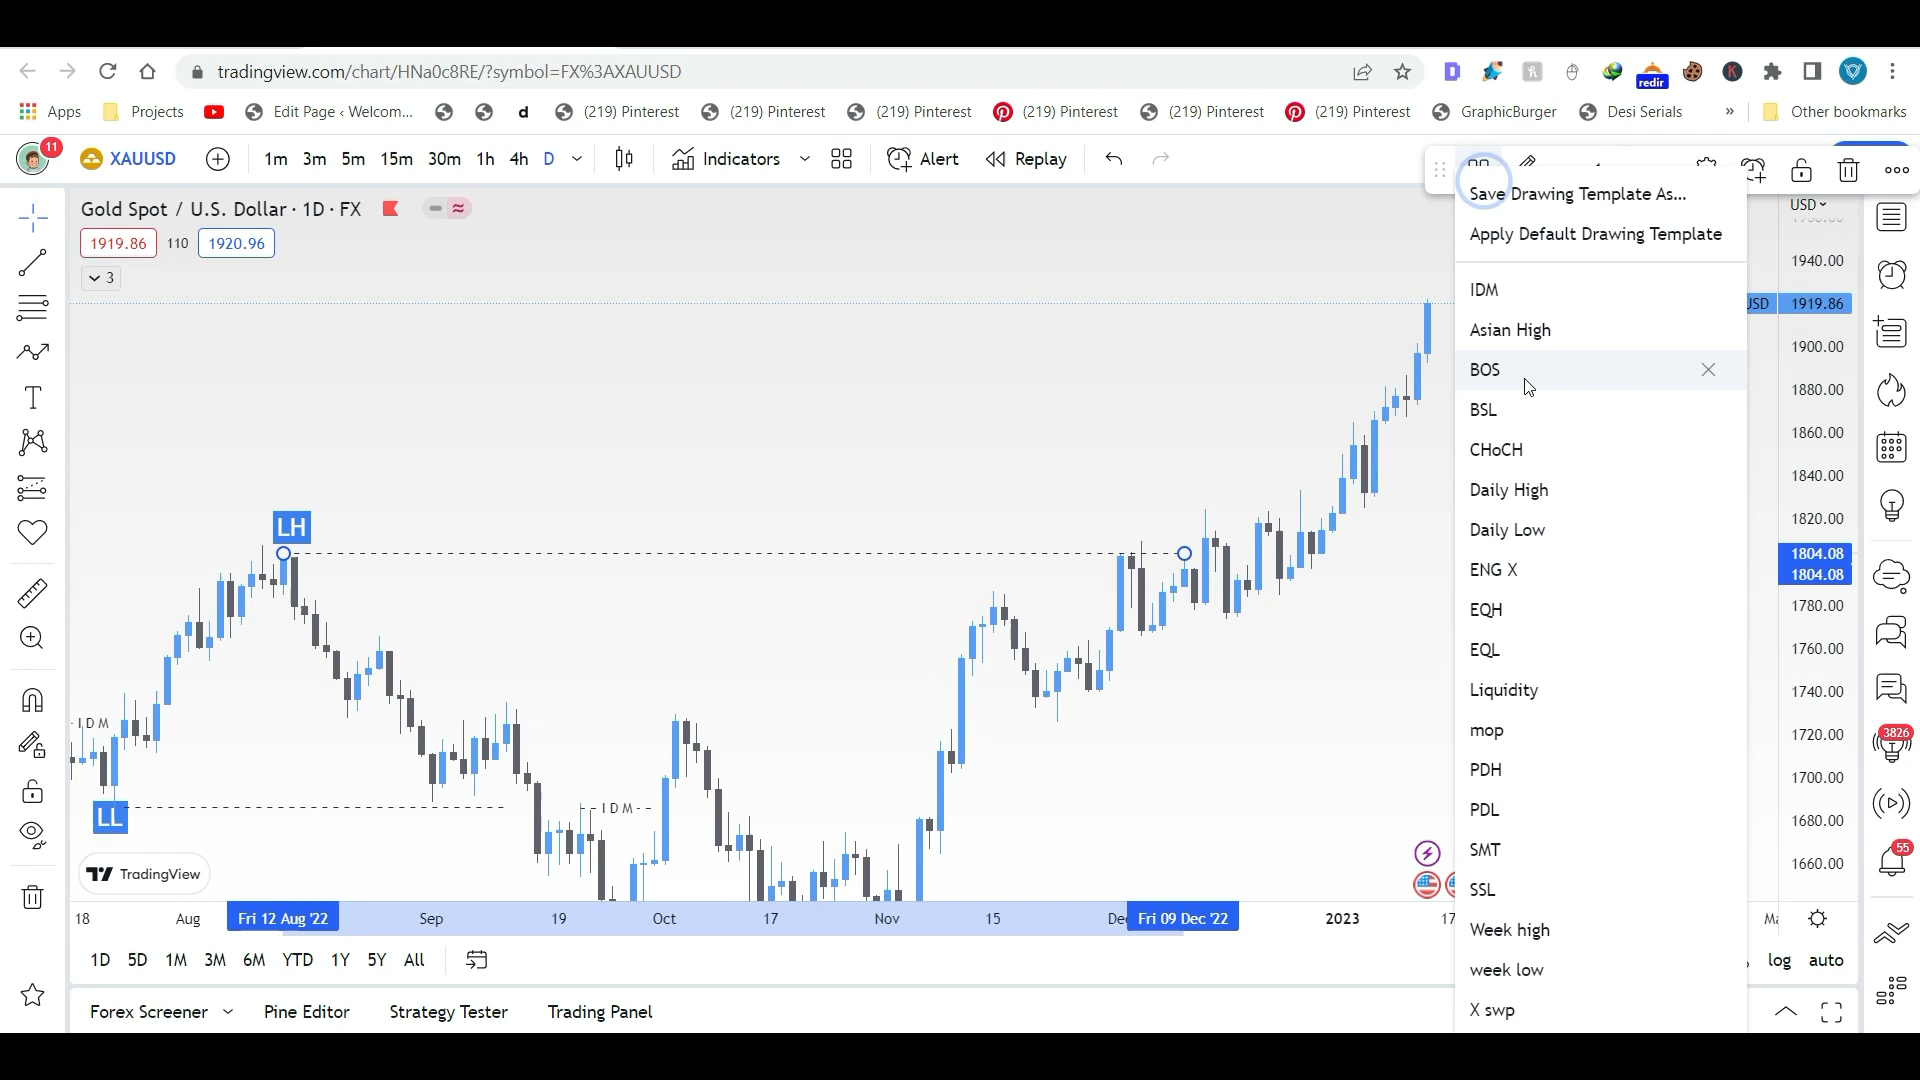 tradingview.com/chart/HNa0c8RE/?symbol=FX%3AXAUUSD
redir
Apps Projects Edit Page ‹ Welcom... d (219) Pinterest (219) Pinterest (219) Pinterest (219) Pinterest (219) Pinterest (219) Pinterest GraphicBurger Desi Serials » Other bookmarks
11 XAUUSD 1m 3m 5m 15m 30m 1h 4h D Indicators Alert Replay
Gold Spot / U.S. Dollar · 1D · FX
1919.86 110 1920.96
3
Save Drawing Template As...
Apply Default Drawing Template
IDM
Asian High
BOS
BSL
CHoCH
Daily High
Daily Low
ENG X
EQH
EQL
Liquidity
mop
PDH
PDL
SMT
SSL
Week high
week low
X swp
USD
1940.00
1919.86
1900.00
1880.00
1860.00
1840.00
1820.00
1804.08
1804.08
1780.00
1760.00
1740.00
1720.00
1700.00
1680.00
1660.00
LH
IDM
LL
--IDM--
TradingView
3826
55
18 Aug Fri 12 Aug '22 Sep 19 Oct 17 Nov 15 Fri 09 Dec '22 2023
1D 5D 1M 3M 6M YTD 1Y 5Y All
log auto
Forex Screener Pine Editor Strategy Tester Trading Panel